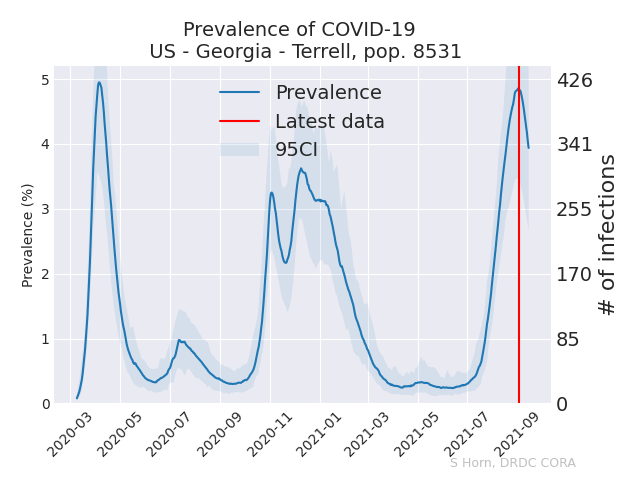 Prevalence of COVID-19
US - Georgia - Terrell, pop. 8531
Prevalence
Latest data
95CI
Prevalence (%)
5
4
3
2
1
0
426
341
255
170
85
0
# of infections
2020-03
2020-05
2020-07
2020-09
2020-11
2021-01
2021-03
2021-05
2021-07
2021-09
S Horn, DRDC CORA